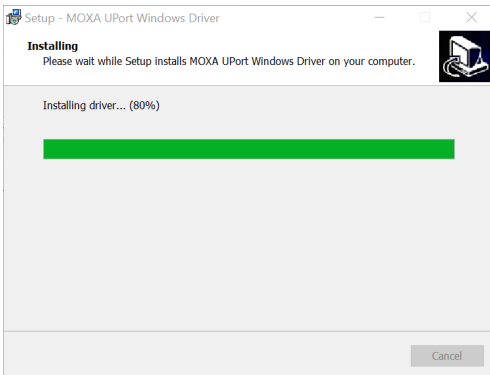 Setup - MOXA UPort Windows Driver
Installing
Please wait while Setup installs MOXA UPort Windows Driver on your computer.
Installing driver... (80%)
Cancel